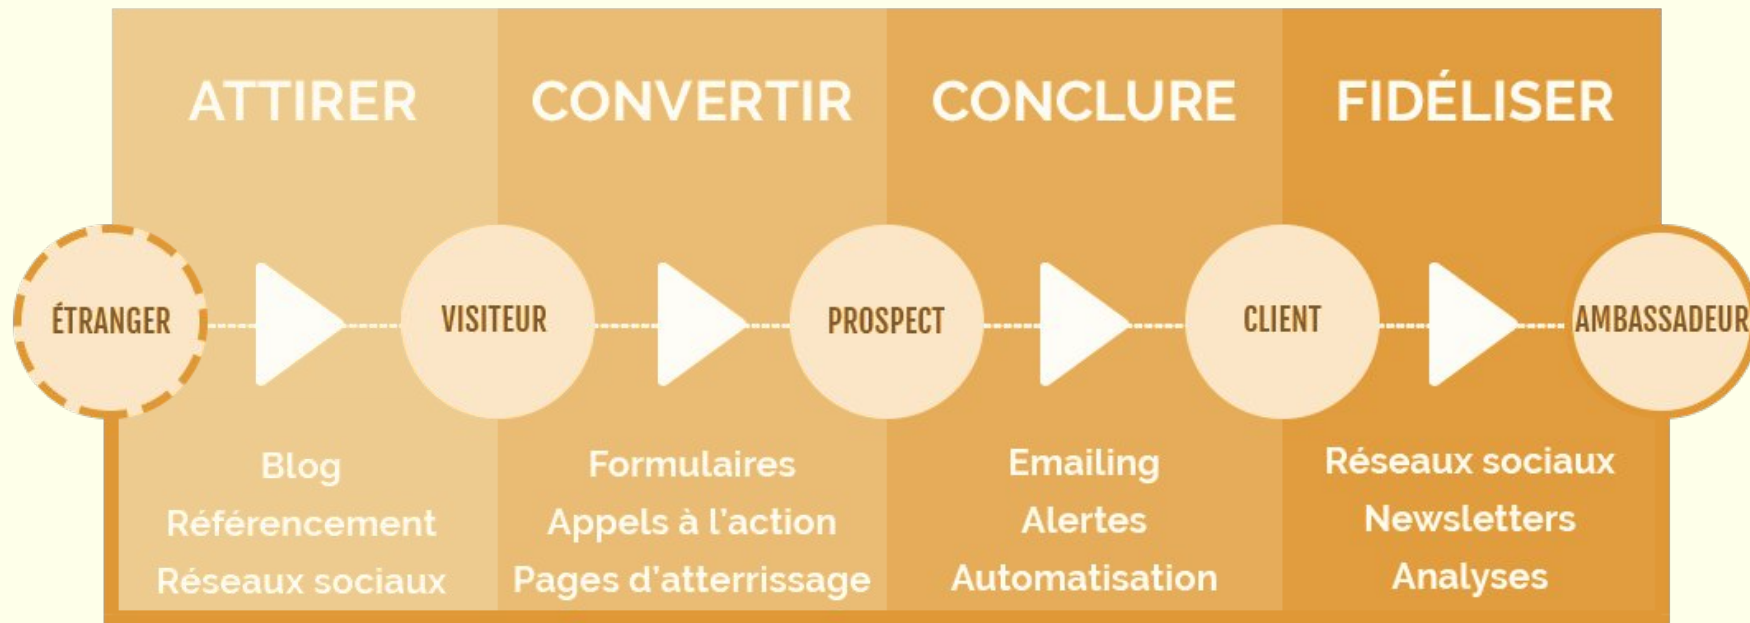 ATTIRER
CONVERTIR
CONCLURE
FIDÉLISER
ÉTRANGER
VISITEUR
PROSPECT
CLIENT
AMBASSADEUR
Blog
Référencement
Réseaux sociaux
Formulaires
Appels à l'action
Pages d'atterrissage
Emailing
Alertes
Automatisation
Réseaux sociaux
Newsletters
Analyses